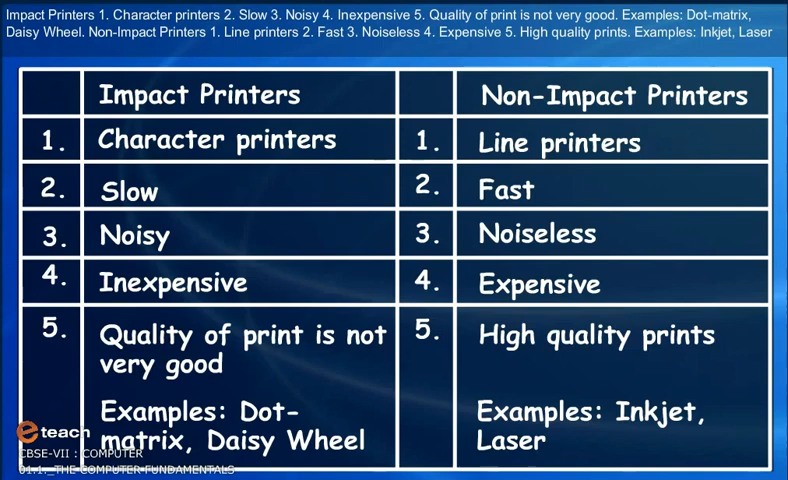 Impact Printers 1. Character printers 2. Slow 3. Noisy 4. Inexpensive 5. Quality of print is not very good. Examples: Dot-matrix,
Daisy Wheel. Non-Impact Printers 1. Line printers 2. Fast 3. Noiseless 4. Expensive 5. High quality prints. Examples: Inkjet, Laser
Impact Printers Non-Impact Printers
1. Character printers 1. Line printers
2. Slow 2. Fast
3. Noisy 3. Noiseless
4. Inexpensive 4. Expensive
5. Quality of print is not 5. High quality prints
very good
Examples: Dot- Examples: Inkjet,
matrix, Daisy Wheel Laser
e teach
CBSE-VII : COMPUTER
01.1._THE COMPUTER FUNDAMENTALS